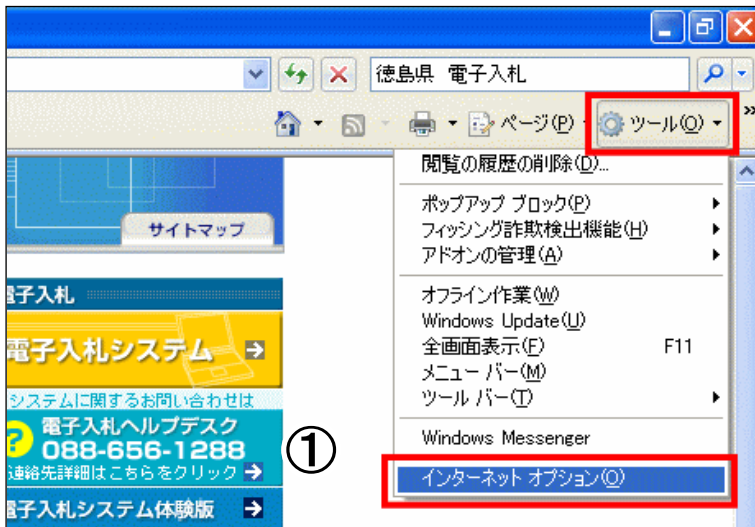 徳島県 電子入札
ページ(P)
ツール(O)
»
閲覧の履歴の削除(D)...
ポップアップ ブロック(P)
フィッシング詐欺検出機能(H)
アドオンの管理(A)
オフライン作業(W)
Windows Update(U)
全画面表示(F) F11
メニュー バー(M)
ツール バー(T)
Windows Messenger
インターネット オプション(O)
サイトマップ
電子入札
電子入札システム
システムに関するお問い合わせは
? 電子入札ヘルプデスク
088-656-1288
連絡先詳細はこちらをクリック
電子入札システム体験版
①